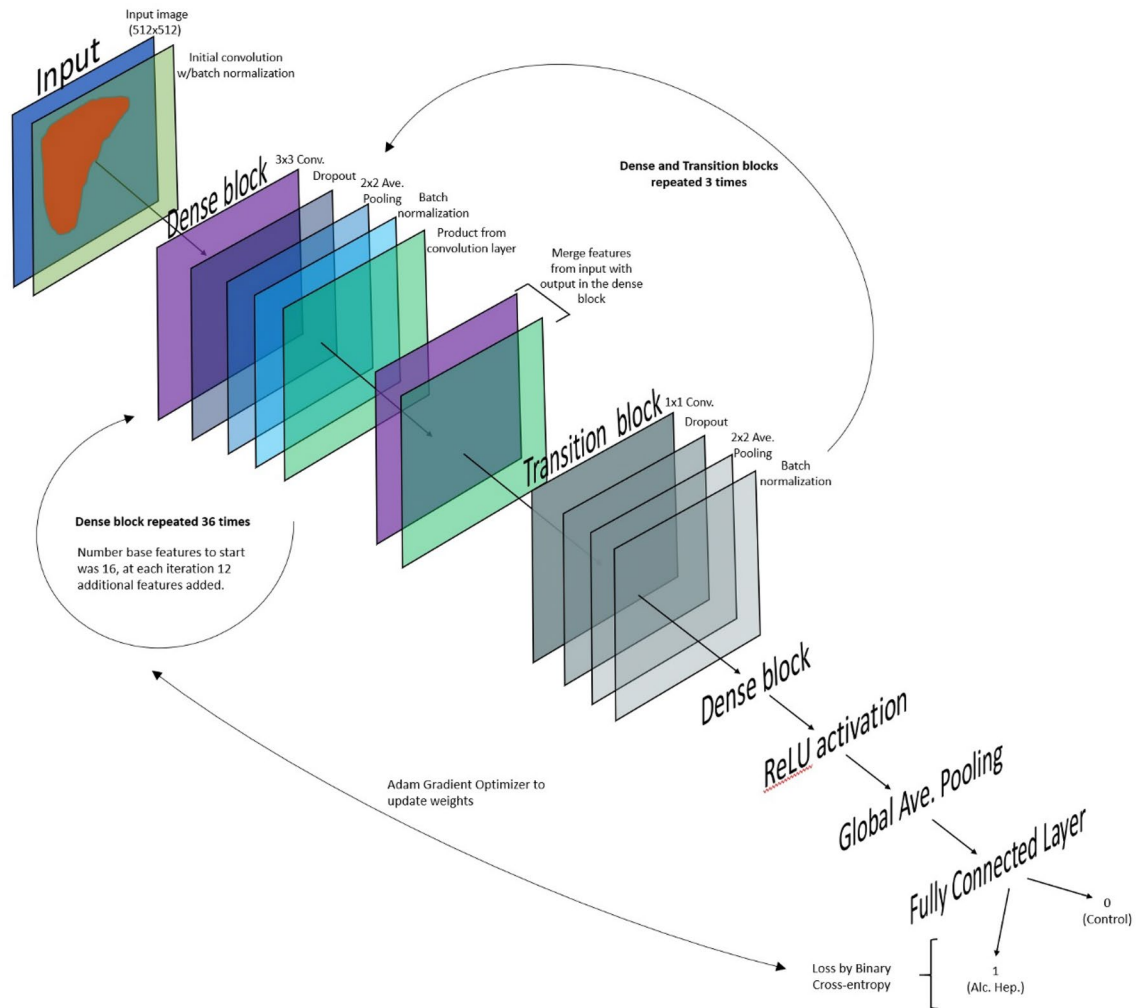 Input image
(512x512)
Input
Initial convolution
w/batch normalization
Dense block
3x3 Conv.
Dropout
2x2 Ave.
Pooling
Batch
normalization
Product from
convolution layer
Dense and Transition blocks
repeated 3 times
Merge features
from input with
output in the dense
block
Transition block
1x1 Conv.
Dropout
2x2 Ave.
Pooling
Batch
normalization
Dense block repeated 36 times
Number base features to start
was 16, at each iteration 12
additional features added.
Dense block
ReLU activation
Global Ave. Pooling
Fully Connected Layer
Adam Gradient Optimizer to
update weights
0
(Control)
1
(Alc. Hep.)
Loss by Binary
Cross-entropy